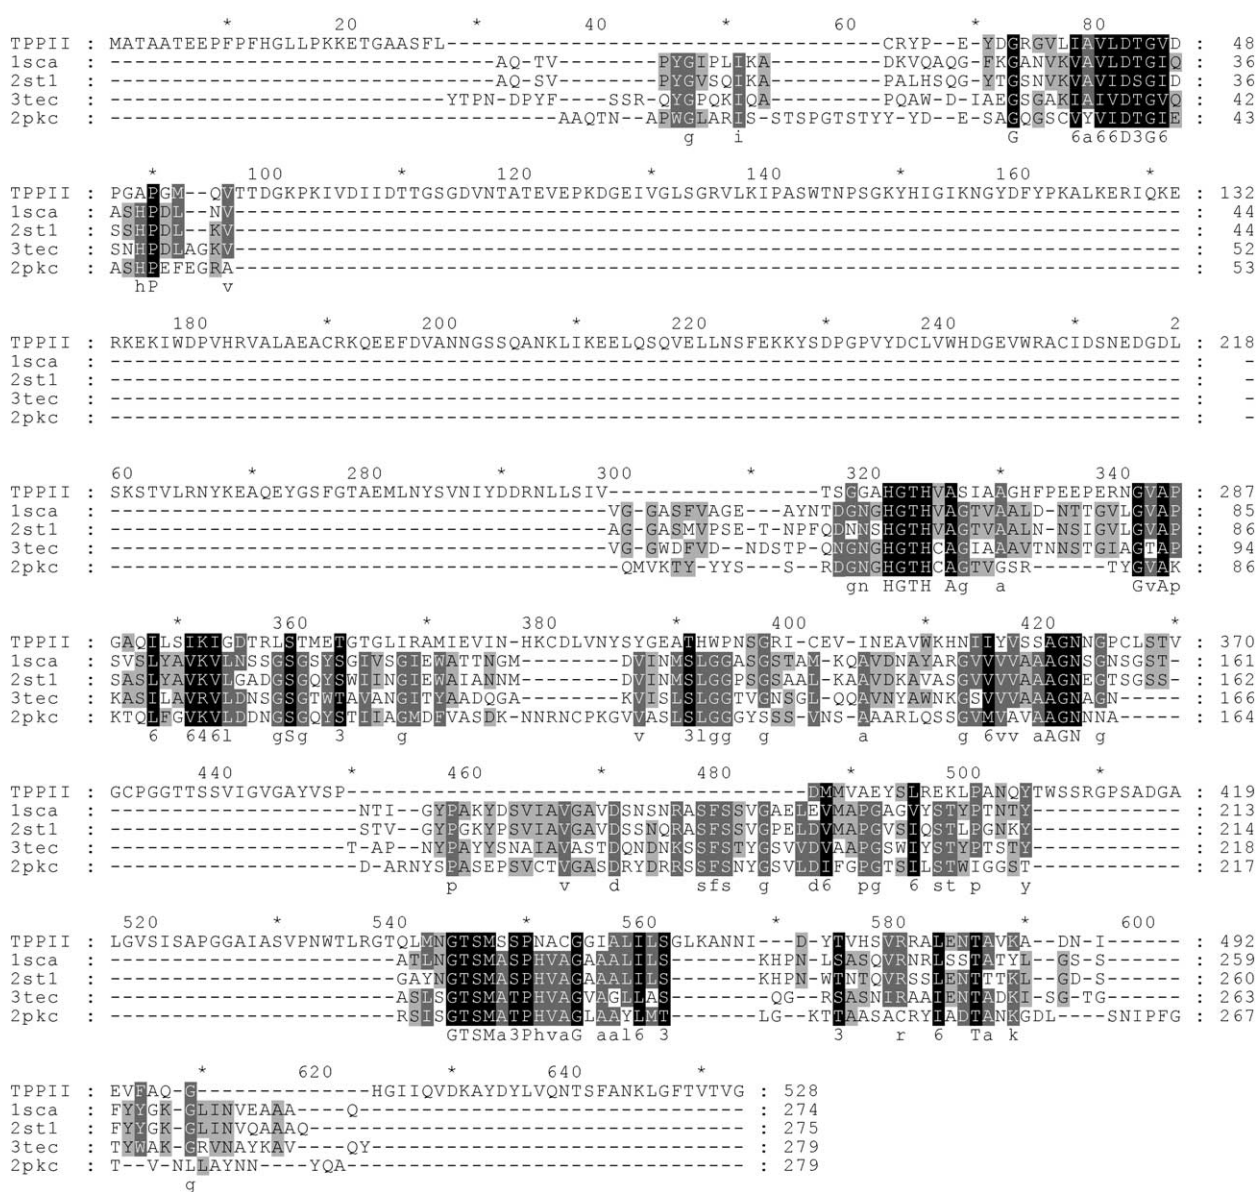 * 20 * 40 * 60 * 80
TPPII : MATAATEEPFPFHGLLPKKETGAASFL-----------------------------------CRYP--E-YDGRGVLIAVLDTGVD : 48
1sca : -------------------------------AQ-TV-------PYGIPLIKA-------DKVQAQG-FKGANVKVAVLDTGIQ : 36
2st1 : -------------------------------AQ-SV-------PYGVSQIKA-------PALHSQG-YTGSNVKVAVIDSGID : 36
3tec : ---------------------------YTPN-DPYF----SSR-QYGPQKIQA-------PQAW-D-IAEGSGAKIAIVDTGVQ : 42
2pkc : ------------------------------------AAQTN-APWGLARIS-STSPGTSTYY-YD--E-SAGQGSCVYVIDTGIE : 43
g i G 6a66D3G6
* 100 * 120 * 140 * 160 *
TPPII : PGAPGM--QVTTDGKPKIVDIIDTTGSGDVNTATEVEPKDGEIVGLSGRVLKIPASWTNPSGKYHIGIKNGYDFYPKALKERIQKE : 132
1sca : ASHPDL--NV---------------------------------------------------------------------------- : 44
2st1 : SSHPDL--KV---------------------------------------------------------------------------- : 44
3tec : SNHPDLAGKV---------------------------------------------------------------------------- : 52
2pkc : ASHPEFEGRA---------------------------------------------------------------------------- : 53
hP v
180 * 200 * 220 * 240 * 2
TPPII : RKEKIWDPVHRVALAEACRKQEEFDVANNGSSQANKLIKEELQSQVELLNSFEKKYSDPGPVYDCLVWHDGEVWRACIDSNEDGDL : 218
1sca : -------------------------------------------------------------------------------------- : -
2st1 : -------------------------------------------------------------------------------------- : -
3tec : -------------------------------------------------------------------------------------- : -
2pkc : -------------------------------------------------------------------------------------- : -
60 * 280 * 300 * 320 * 340
TPPII : SKSTVLRNYKEAQEYGSFGTAEMLNYSVNIYDDRNLLSIV-----------------TSGGAHGTHVASIAAGHFPEEPERNGVAP : 287
1sca : ----------------------------------------VG-GASFVAGE--AYNTDGNGHGTHVAGTVAALD-NTTGVLGVAP : 85
2st1 : ----------------------------------------AG-GASMVPSE-T-NPFQDNNSHGTHVAGTVAALN-NSIGVLGVAP : 86
3tec : ----------------------------------------VG-GWDFVD--NDSTP-QNGNGHGTHCAGIAAAVTNNSTGIAGTAP : 94
2pkc : -----------------------------------------QMVKTY-YYS--S--RDGNGHGTHCAGTVGSR----TYGVAK : 86
gn HGTH Ag a GvAp
* 360 * 380 * 400 * 420 *
TPPII : GAQILSIKIGDTRLSTMETGTGLIRAMIEVIN-HKCDLVNYSYGEATHWPNSGRI-CEV-INEAVWKHNIIYVSSAGNNGPCLSTV : 370
1sca : SVSLYAVKVLNSSGSGSYSGIVSGIEWATTNGM------DVINMSLGGASGSTAM-KQAVDNAYARGVVVVAAAGNSGNSGST- : 161
2st1 : SASLYAVKVLGADGSGQYSWIINGIEWAIANNM------DVINMSLGGPSGSAAL-KAAVDKAVASGVVVVAAAGNEGTSGSS- : 162
3tec : KASILAVRVLDNSGSGTWTAVANGITYAADQGA------KVISLSLGGTVGNSGL-QQAVNYAWNKGSVVVAAAGNAGN----- : 166
2pkc : KTQLFGVKVLDDNGSGQYSTIIAGMDFVASDK-NNRNCPKGVVASLSLGGGYSSS-VNS-AAARLQSSGVMVAVAAGNNNA----- : 164
6 646l gSg 3 g v 3lgg g a g 6vv aAGN g
440 * 460 * 480 * 500 *
TPPII : GCPGGTTSSVIGVGAYVSP-------------------------------------DMMVAEYSLREKLPANQYTWSSRGPSADGA : 419
1sca : --------------------NTI--GYPAKYDSVIAVGAVDSNSNRASFSSVGAELEVMAPGAGVYSTYPTNTY------------ : 213
2st1 : --------------------STV--GYPGKYPSVIAVGAVDSSNQRASFSSVGPELDVMAPGVSIQSTLPGNKY------------ : 214
3tec : -------------------T-AP--NYPAYYSNAIAVASTDQNDNKSSFSTYGSVVDVAAPGSWIYSTYPTSTY------------ : 218
2pkc : --------------------D-ARNYSPASEPSVCTVGASDRYDRRSSFSNYGSVLDIFGPGTSILSTWIGGST------------ : 217
p v d sfs g d6 pg 6 st p y
520 * 540 * 560 * 580 * 600
TPPII : LGVSISAPGGAIASVPNWTLRGTQLMNGTSMSSPNACGGIALILSGLKANNI---D-YTVHSVRRALENTAVKA--DN-I----- : 492
1sca : -----------------------ATLNGTSMASPHVAGAAALILS------KHPN-LSASQVRNRLSSTATYL--GS-S----- : 259
2st1 : -----------------------GAYNGTSMASPHVAGAAALILS------KHPN-WTNTQVRSSLENTTTKL--GD-S----- : 260
3tec : -----------------------ASLSGTSMATPHVAGVAGLLAS--------QG--RSASNIRAAIENTADKI-SG-TG----- : 263
2pkc : -----------------------RSISGTSMATPHVAGLAAYLMT--------LG--KTTAASACRYIADTANKGDL---SNIPFG : 267
GTSMa3PhvaG aal6 3 3 r 6 Ta k
* 620 * 640 *
TPPII : EVFAQ-G--------------HGIIQVDKAYDYLVQNTSFANKLGFTVTVG : 528
1sca : FYYGK-GLINVEAAA---Q------------------------------- : 274
2st1 : FYYGK-GLINVQAAAQ----------------------------------- : 275
3tec : TYWAK-GRVNAYKAV---QY------------------------------ : 279
2pkc : T--V-NLLAYNN----YQA-------------------------------- : 279
g